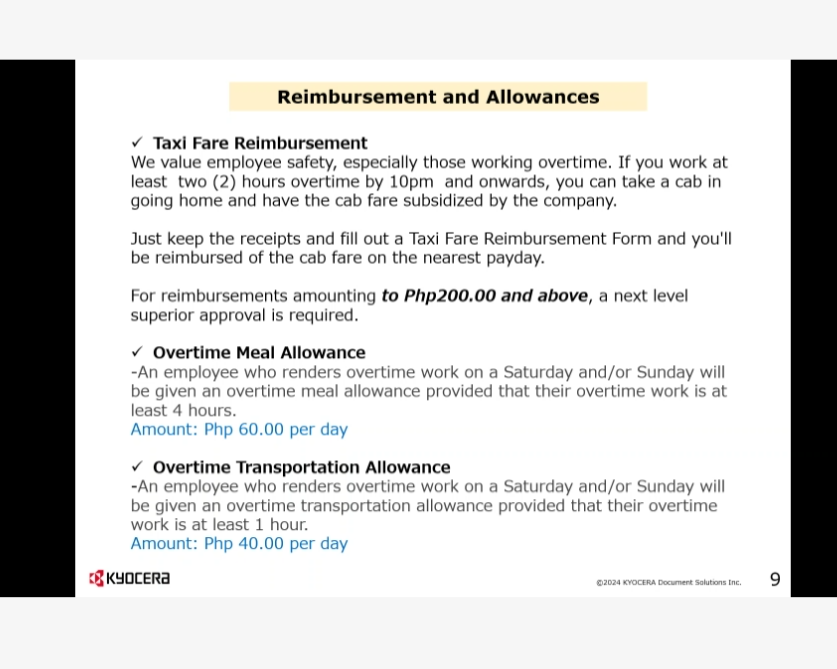 Reimbursement and Allowances
✓ Taxi Fare Reimbursement
We value employee safety, especially those working overtime. If you work at
least  two (2) hours overtime by 10pm  and onwards, you can take a cab in
going home and have the cab fare subsidized by the company.
Just keep the receipts and fill out a Taxi Fare Reimbursement Form and you'll
be reimbursed of the cab fare on the nearest payday.
For reimbursements amounting to Php200.00 and above, a next level
superior approval is required.
✓ Overtime Meal Allowance
-An employee who renders overtime work on a Saturday and/or Sunday will
be given an overtime meal allowance provided that their overtime work is at
least 4 hours.
Amount: Php 60.00 per day
✓ Overtime Transportation Allowance
-An employee who renders overtime work on a Saturday and/or Sunday will
be given an overtime transportation allowance provided that their overtime
work is at least 1 hour.
Amount: Php 40.00 per day
KYOCERA
©2024 KYOCERA Document Solutions Inc.
9